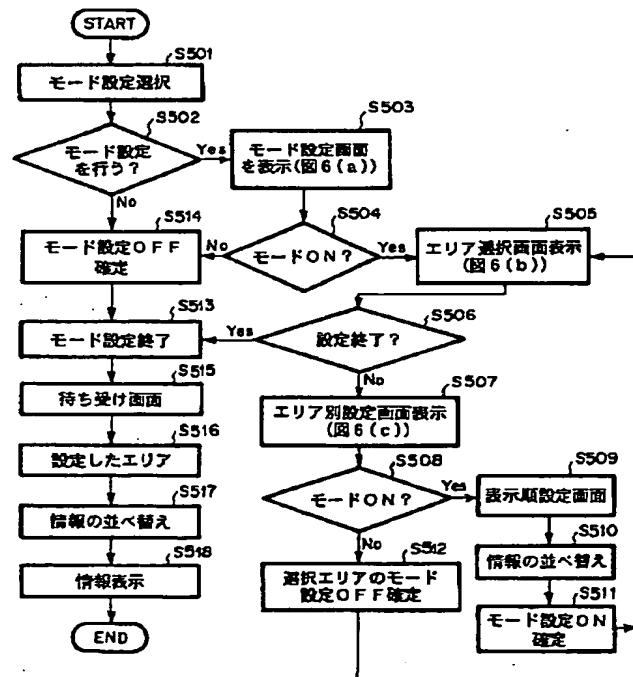 START
S501
モード設定選択
S502
モード設定
を行う?
Yes
No
S503
モード設定画面
を表示(図6(a))
S504
モードON?
No
Yes
S505
エリア選択画面表示
(図6(b))
S514
モード設定OFF
確定
S506
設定終了?
Yes
No
S513
モード設定終了
S515
待ち受け画面
S507
エリア別設定画面表示
(図6(c))
S516
設定したエリア
S508
モードON?
Yes
No
S509
表示順設定画面
S517
情報の並べ替え
S510
情報の並べ替え
S512
選択エリアのモード
設定OFF確定
S518
情報表示
S511
モード設定ON
確定
END